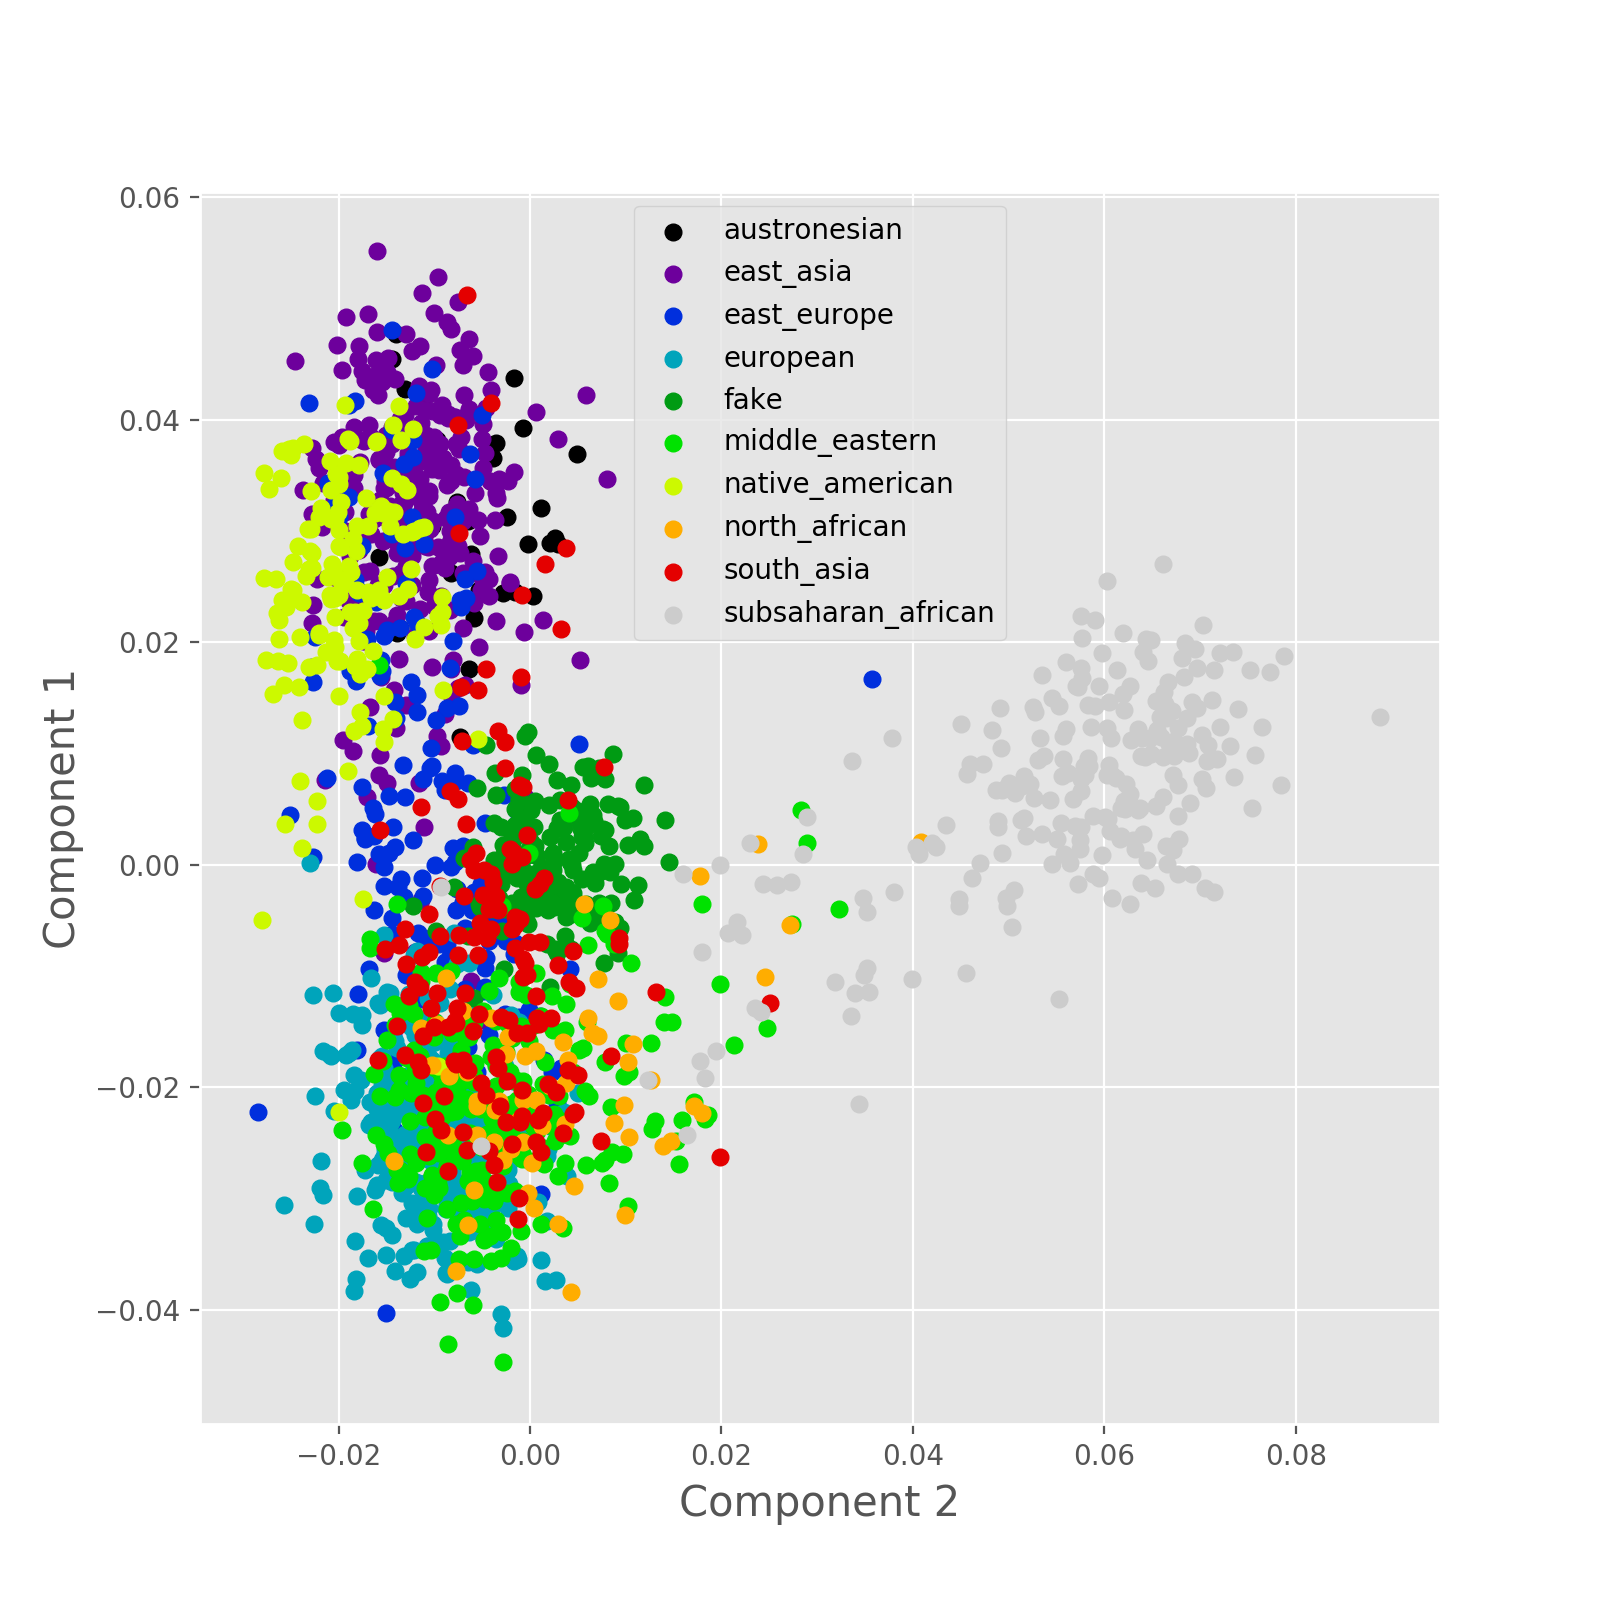 0.06
0.04
0.02
0.00
−0.02
−0.04
Component 1
austronesian
east_asia
east_europe
european
fake
middle_eastern
native_american
north_african
south_asia
subsaharan_african
−0.02
0.00
0.02
0.04
0.06
0.08
Component 2